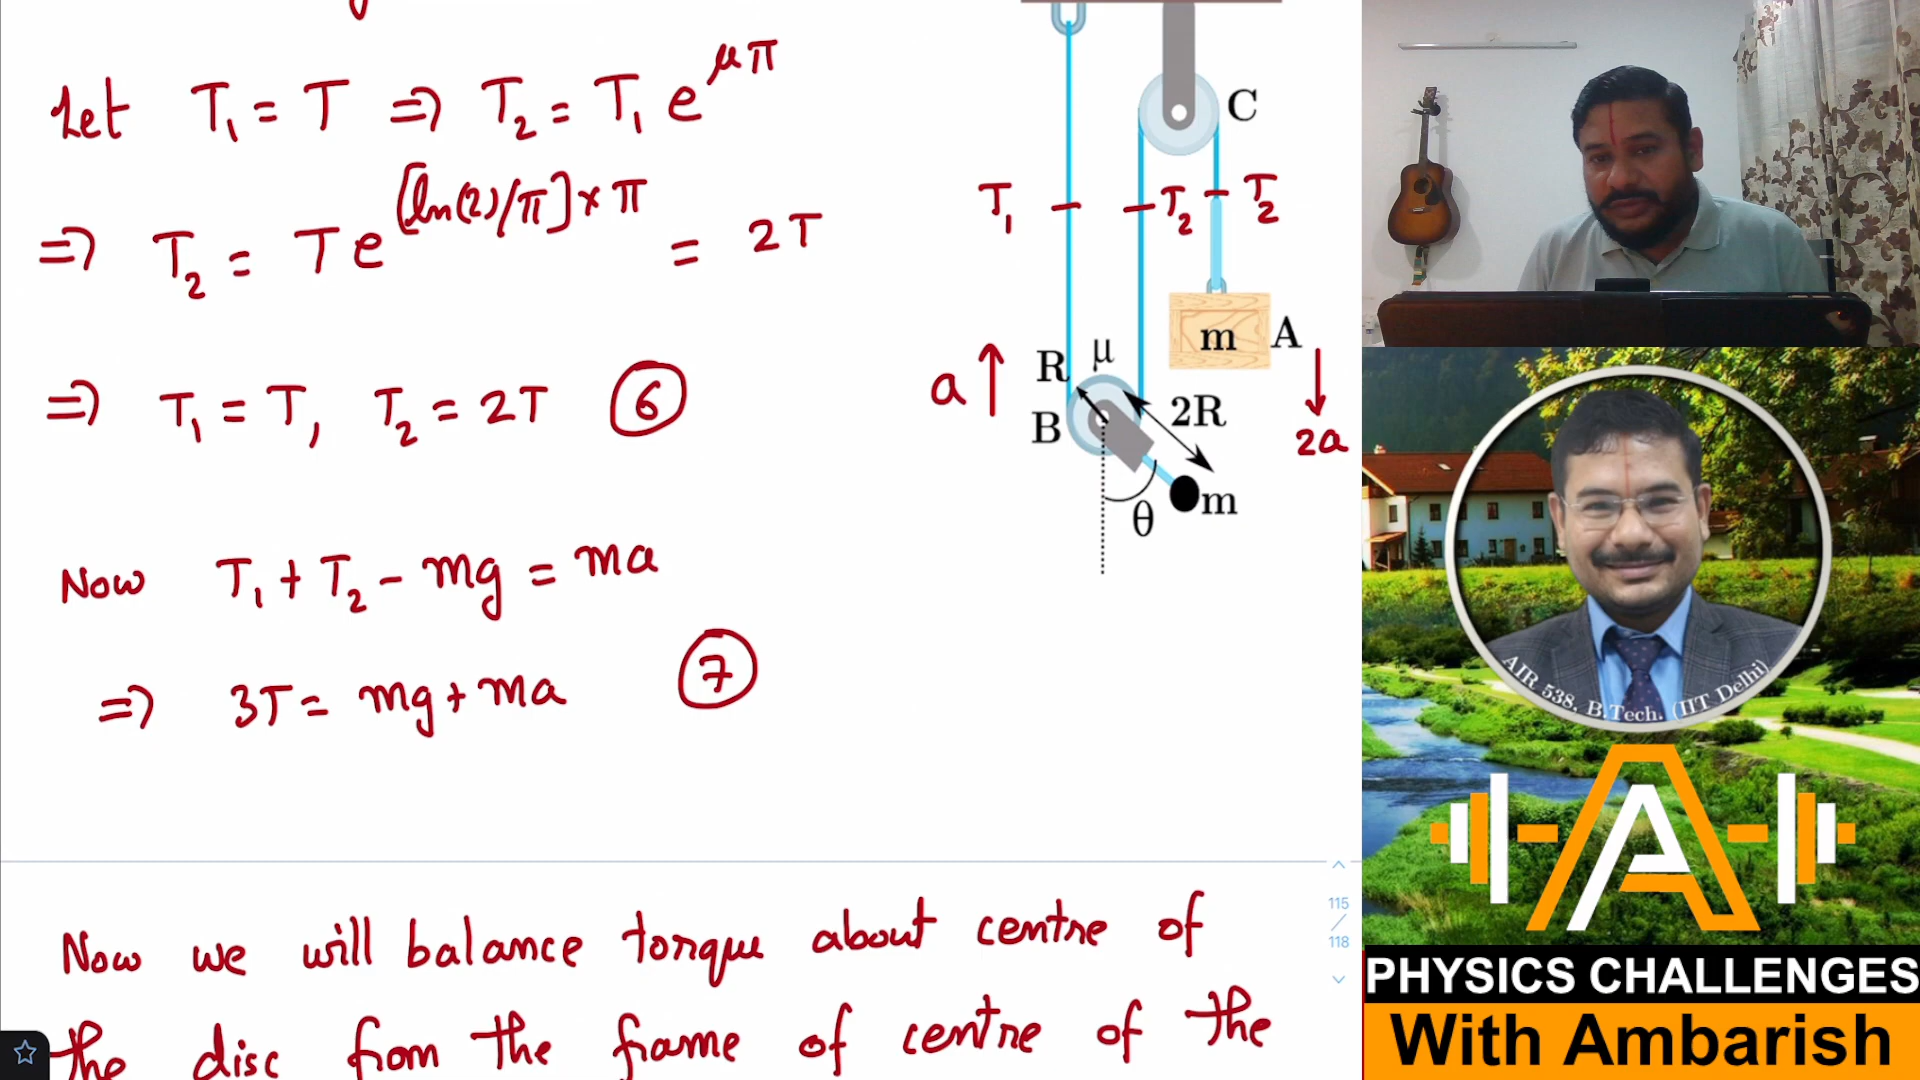 Let T₁ = T ⇒ T₂ = T₁ e^μπ
⇒ T₂ = T e^[ln(2)/π]×π = 2T
⇒ T₁ = T, T₂ = 2T ⑥
Now T₁ + T₂ - mg = ma
⇒ 3T = mg + ma ⑦
Now we will balance torque about centre of
the disc from the frame of centre of the
C
T₁ T₂ T₂
m A
a R μ 2R 2a
B
θ m
115
/
118
AIR 538, B.Tech. (IIT Delhi)
A
PHYSICS CHALLENGES
With Ambarish